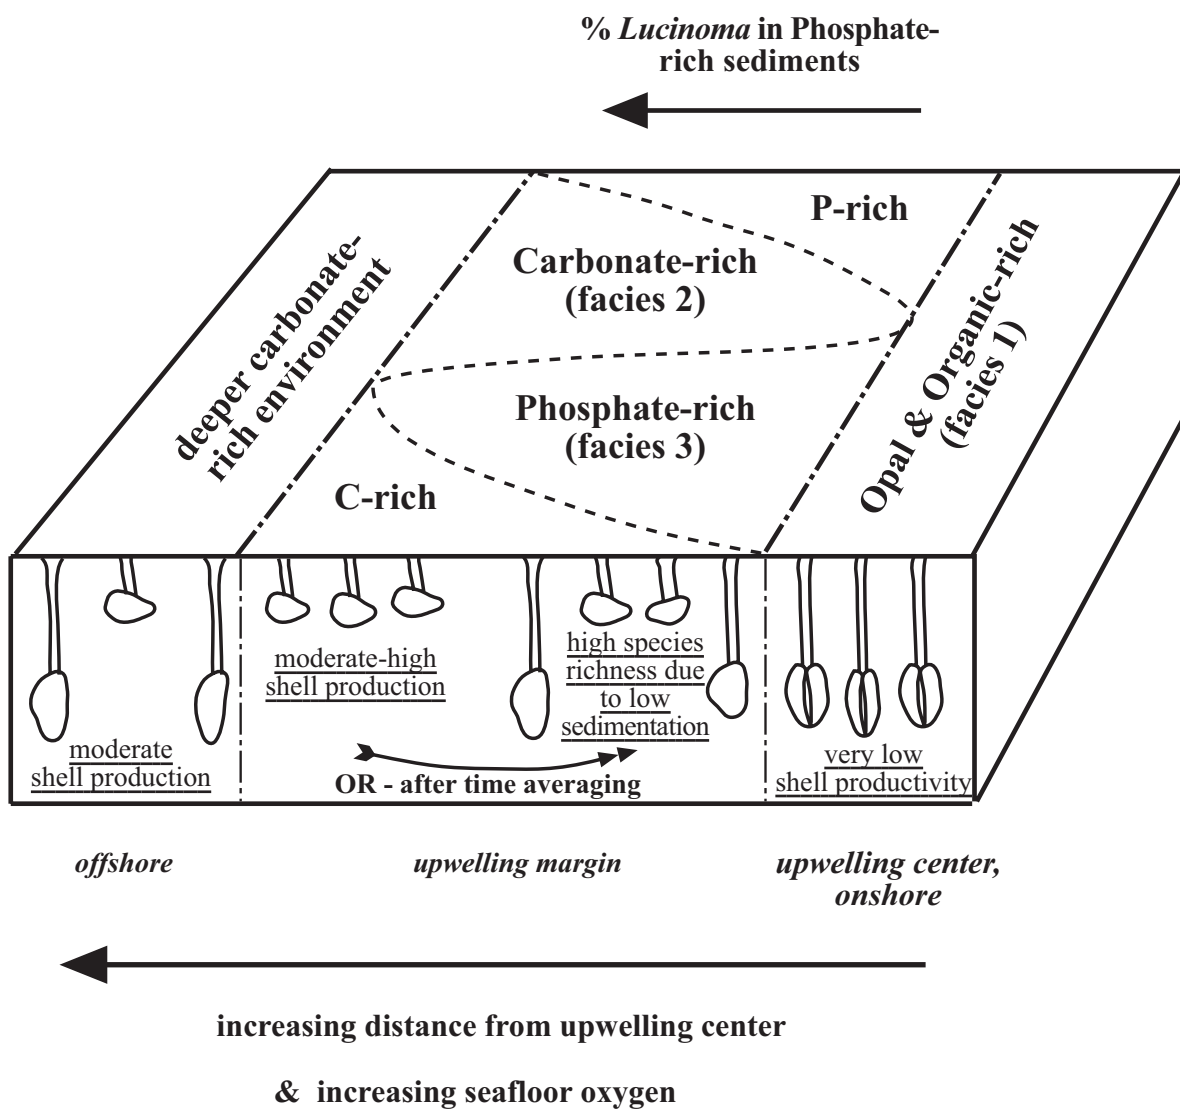 % Lucinoma in Phosphate-
rich sediments
P-rich
Carbonate-rich
(facies 2)
deeper carbonate-
rich environment
Opal & Organic-rich
(facies 1)
Phosphate-rich
(facies 3)
C-rich
moderate-high
shell production
high species
richness due
to low
sedimentation
moderate
shell production
OR - after time averaging
very low
shell productivity
offshore
upwelling margin
upwelling center,
onshore
increasing distance from upwelling center
& increasing seafloor oxygen